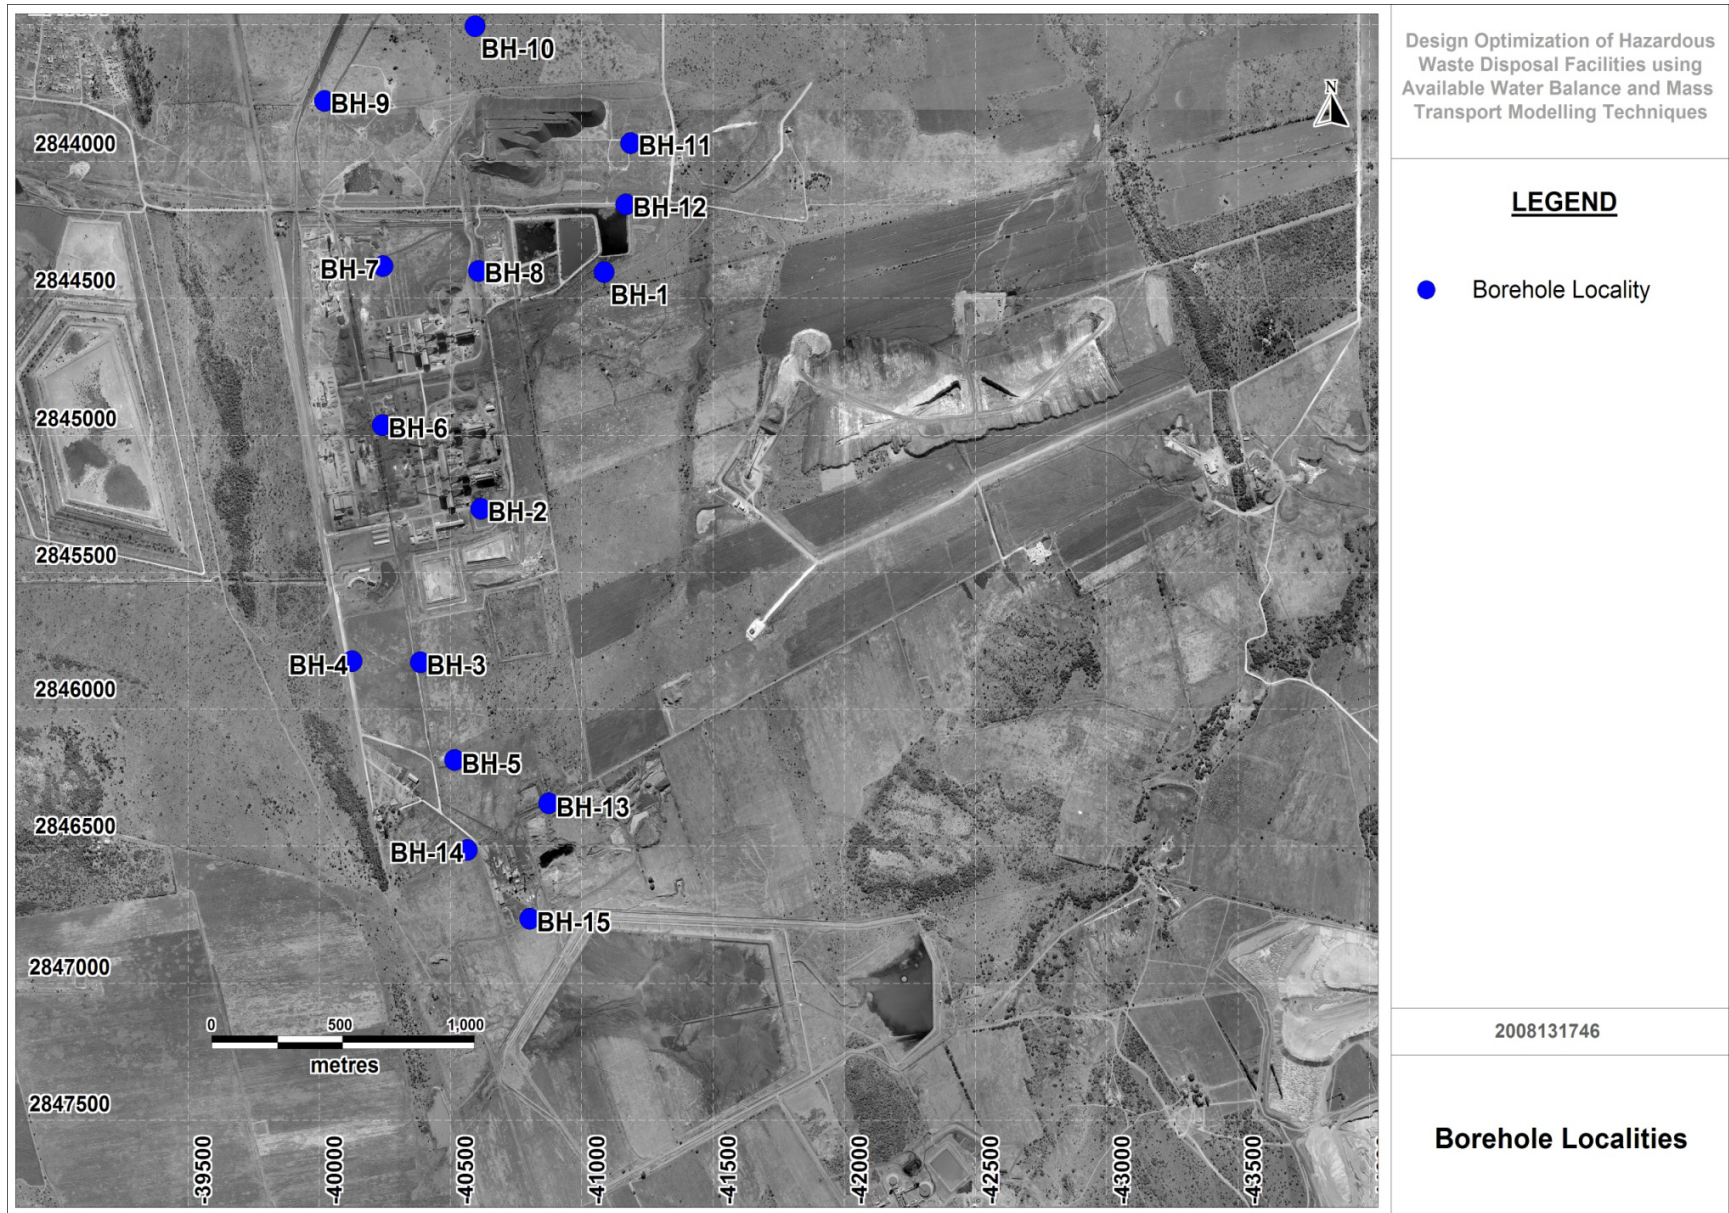 Design Optimization of Hazardous
Waste Disposal Facilities using
Available Water Balance and Mass
Transport Modelling Techniques
LEGEND
Borehole Locality
2008131746
Borehole Localities
N
BH-10
BH-9
2844000
BH-11
BH-12
BH-7
BH-8
2844500
BH-1
2845000
BH-6
BH-2
2845500
BH-4
BH-3
2846000
BH-5
BH-13
2846500
BH-14
BH-15
2847000
0 500 1,000
metres
2847500
-39500
-40000
-40500
-41000
-41500
-42000
-42500
-43000
-43500